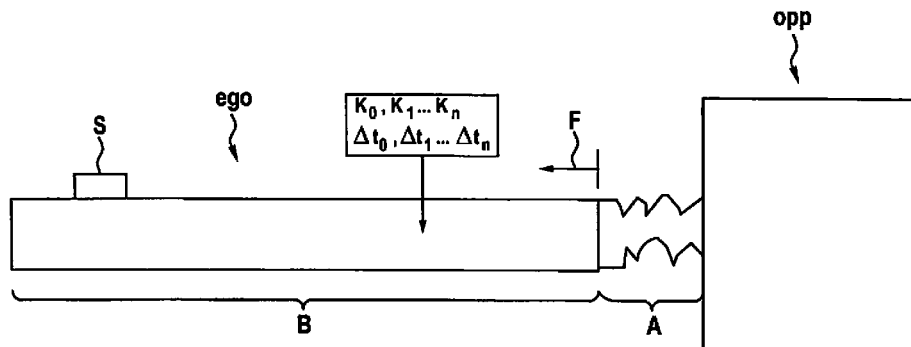 opp
ego
S
K₀, K₁... Kₙ
Δt₀, Δt₁... Δtₙ
F
B
A